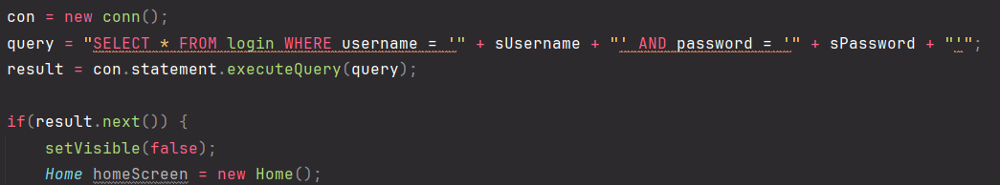 con = new conn();
query = "SELECT * FROM login WHERE username = '" + sUsername + "' AND password = '" + sPassword + "'";
result = con.statement.executeQuery(query);
if(result.next()) {
setVisible(false);
Home homeScreen = new Home();